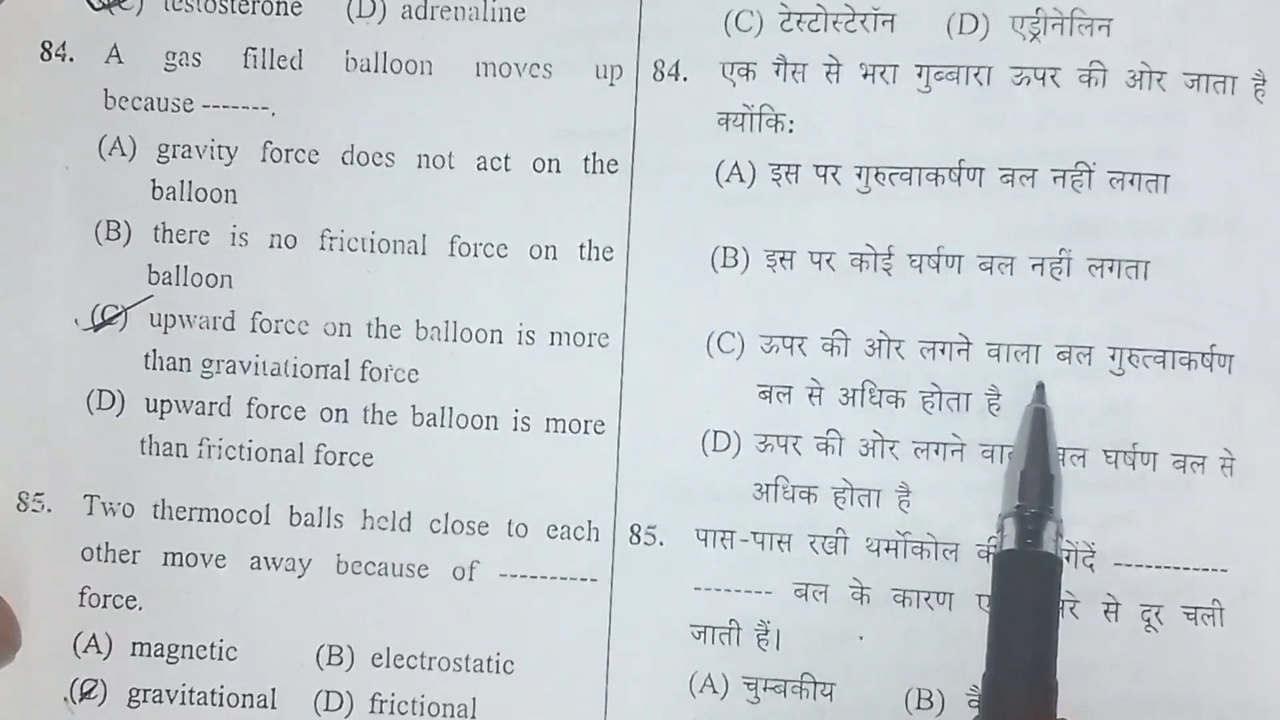 (C) testosterone (D) adrenaline
84. A gas filled balloon moves up
because -------.
(A) gravity force does not act on the
balloon
(B) there is no frictional force on the
balloon
(C) upward force on the balloon is more
than gravitational force
(D) upward force on the balloon is more
than frictional force
85. Two thermocol balls held close to each
other move away because of ----------
force.
(A) magnetic (B) electrostatic
(C) gravitational (D) frictional
(C) टेस्टोस्टेरॉन (D) एड्रीनेलिन
84. एक गैस से भरा गुब्बारा ऊपर की ओर जाता है
क्योंकि:
(A) इस पर गुरुत्वाकर्षण बल नहीं लगता
(B) इस पर कोई घर्षण बल नहीं लगता
(C) ऊपर की ओर लगने वाला बल गुरुत्वाकर्षण
बल से अधिक होता है
(D) ऊपर की ओर लगने बल घर्षण बल से
अधिक होता है
85. पास-पास रखी थर्मोकोल गेंदें ------------
-------- बल के कारण से दूर चली
जाती हैं।
(A) चुम्बकीय (B)